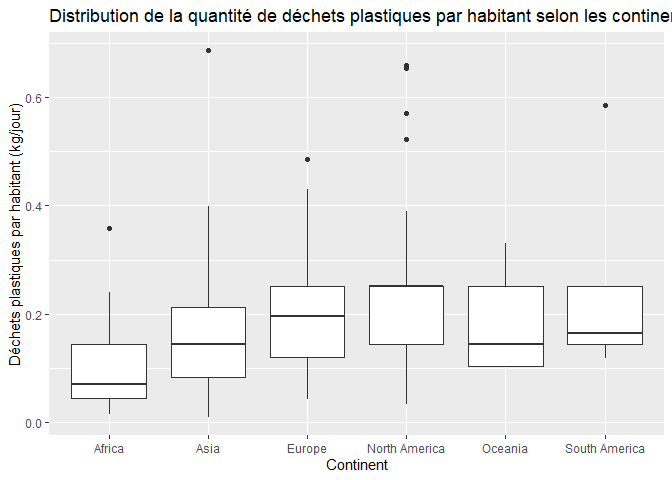 Distribution de la quantité de déchets plastiques par habitant selon les contine
Déchets plastiques par habitant (kg/jour)
0.6
0.4
0.2
0.0
Africa
Asia
Europe
North America
Oceania
South America
Continent